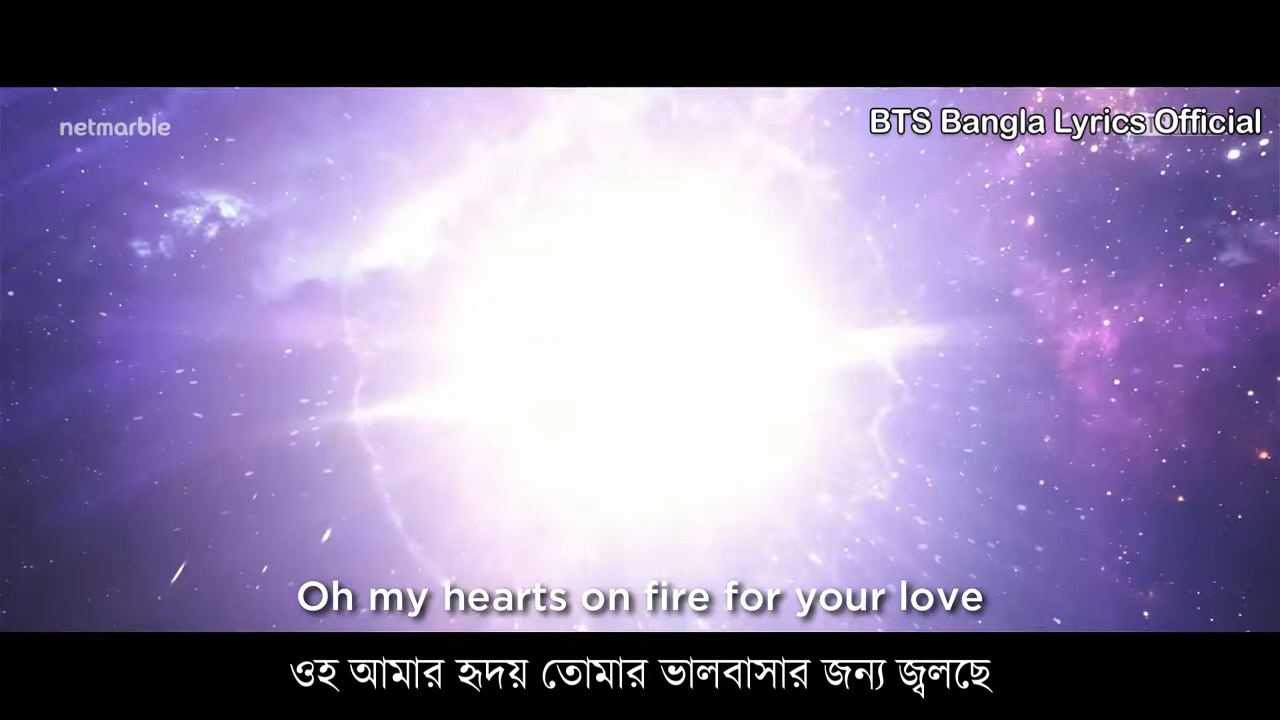 netmarble
BTS Bangla Lyrics Official
Oh my hearts on fire for your love
ওহ আমার হৃদয় তোমার ভালবাসার জন্য জ্বলছে